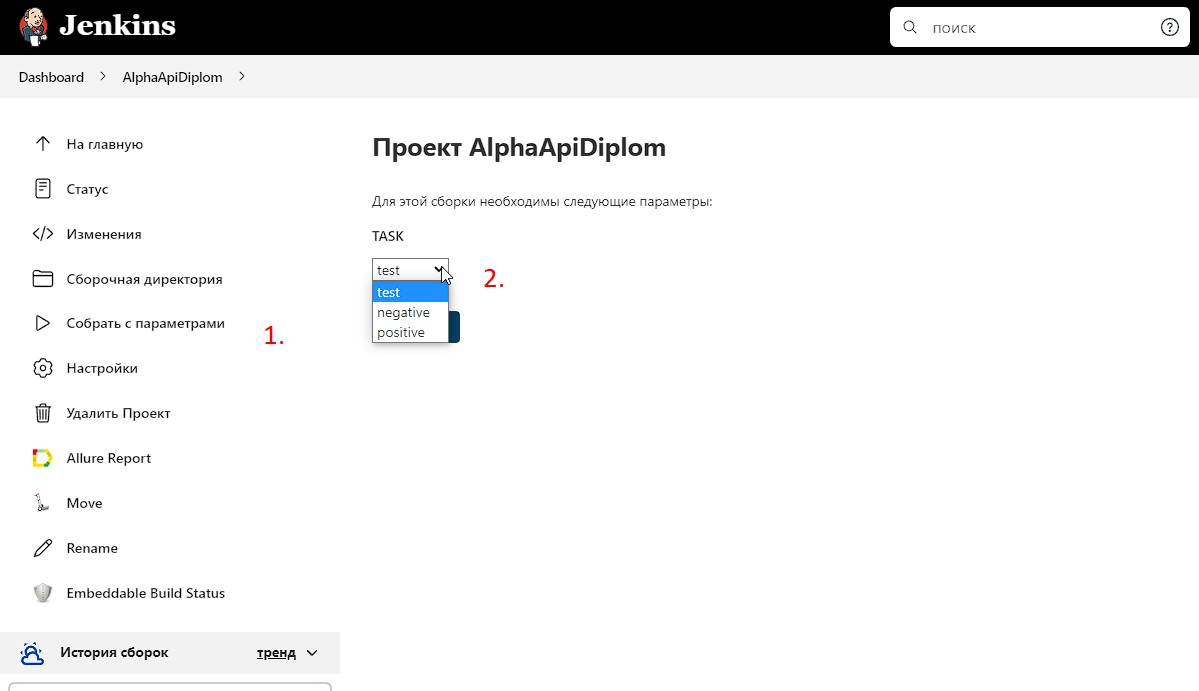 Jenkins
поиск
Dashboard
AlphaApiDiplom
На главную
Статус
Изменения
Сборочная директория
Собрать с параметрами
1.
Настройки
Удалить Проект
Allure Report
Move
Rename
Embeddable Build Status
История сборок
тренд
Проект AlphaApiDiplom
Для этой сборки необходимы следующие параметры:
TASK
test
2.
test
negative
positive